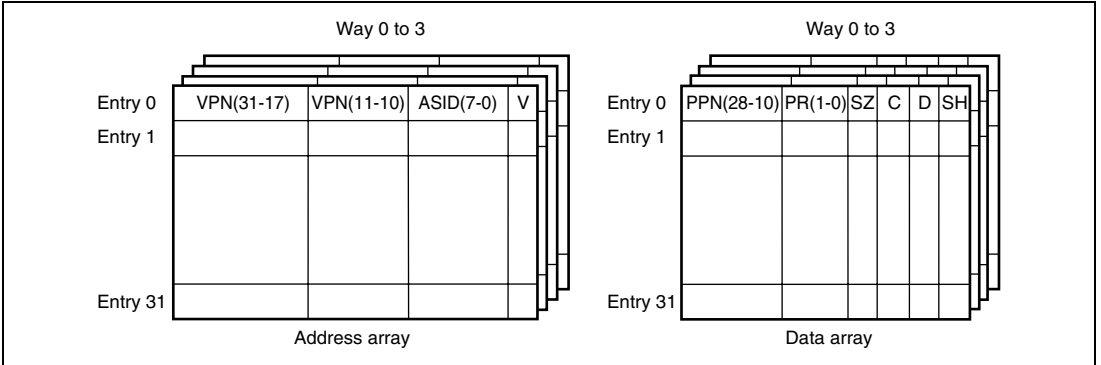 Way 0 to 3 Way 0 to 3
Entry 0 VPN(31-17) VPN(11-10) ASID(7-0) V Entry 0 PPN(28-10) PR(1-0) SZ C D SH
Entry 1 Entry 1
Entry 31 Entry 31
Address array Data array